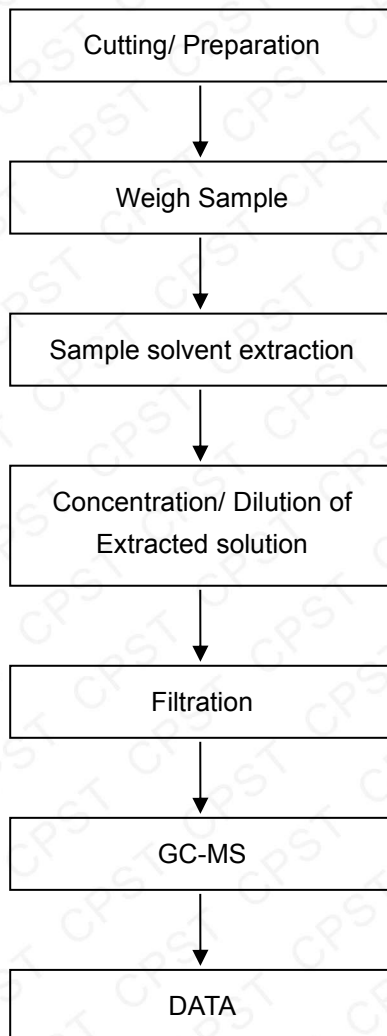 Cutting/ Preparation
Weigh Sample
Sample solvent extraction
Concentration/ Dilution of
Extracted solution
Filtration
GC-MS
DATA